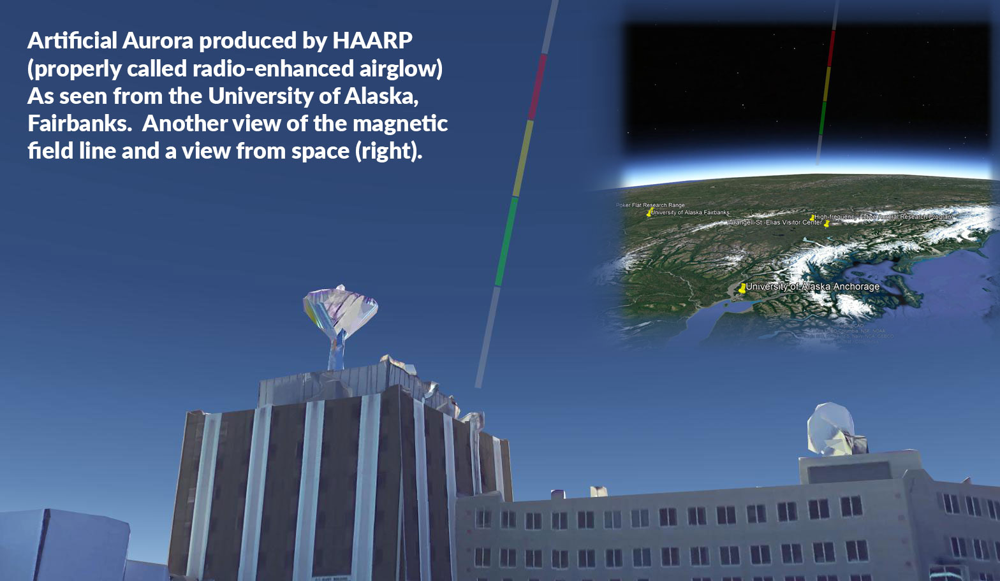 Artificial Aurora produced by HAARP
(properly called radio-enhanced airglow)
As seen from the University of Alaska,
Fairbanks. Another view of the magnetic
field line and a view from space (right).
Poker Flat Research Range
University of Alaska Fairbanks
High-frequency Active Auroral Research Program
Wrangell-St -Elias Visitor Center
University of Alaska Anchorage